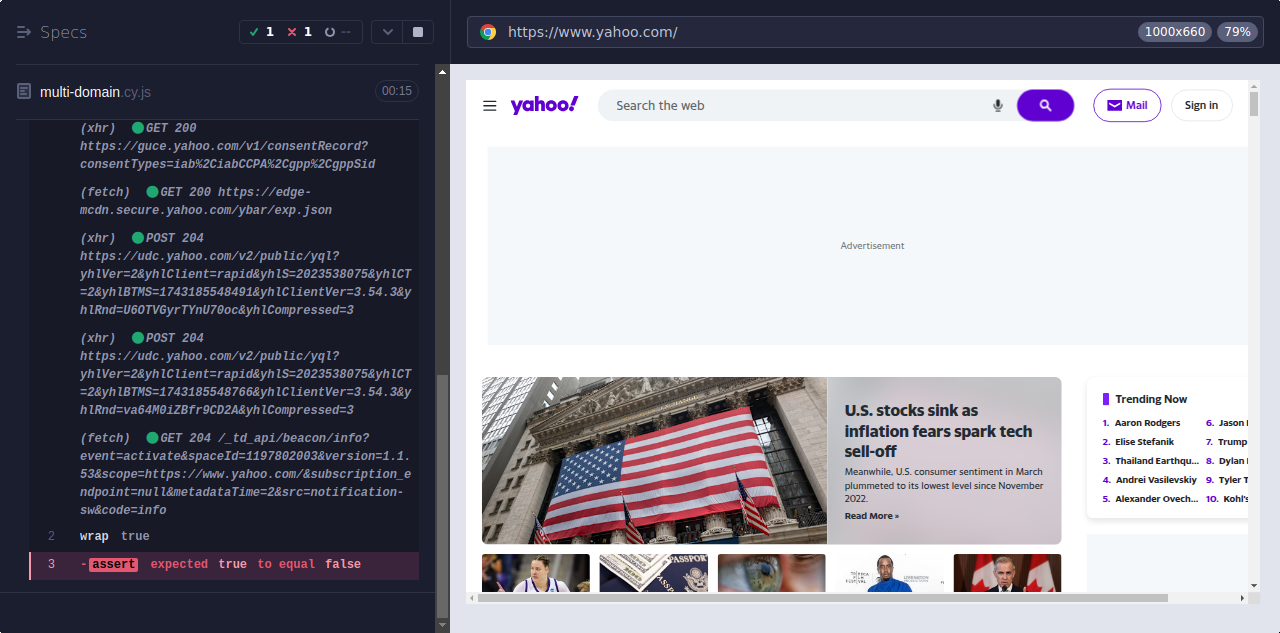 Specs
1
1
--
multi-domain.cy.js
00:15
(xhr) GET 200
https://guce.yahoo.com/v1/consentRecord?
consentTypes=iab%2CiabCCPA%2Cgpp%2CgppSid
(fetch) GET 200 https://edge-
mcdn.secure.yahoo.com/ybar/exp.json
(xhr) POST 204
https://udc.yahoo.com/v2/public/yql?
yhlVer=2&yhlClient=rapid&yhlS=2023538075&yhlCT
=2&yhlBTMS=1743185548491&yhlClientVer=3.54.3&y
hlRnd=U6OTVGyrTYnU70oc&yhlCompressed=3
(xhr) POST 204
https://udc.yahoo.com/v2/public/yql?
yhlVer=2&yhlClient=rapid&yhlS=2023538075&yhlCT
=2&yhlBTMS=1743185548766&yhlClientVer=3.54.3&y
hlRnd=va64M0iZBfr9CD2A&yhlCompressed=3
(fetch) GET 204 /_td_api/beacon/info?
event=activate&spaceId=1197802003&version=1.1.
53&scope=https://www.yahoo.com/&subscription_e
ndpoint=null&metadataTime=2&src=notification-
sw&code=info
2 wrap true
3 -assert expected true to equal false
https://www.yahoo.com/
1000x660
79%
yahoo!
Search the web
Mail
Sign in
Advertisement
U.S. stocks sink as
inflation fears spark tech
sell-off
Meanwhile, U.S. consumer sentiment in March
plummeted to its lowest level since November
2022.
Read More »
Trending Now
1. Aaron Rodgers
6. Jason
2. Elise Stefanik
7. Trump
3. Thailand Earthqu...
8. Dylan
4. Andrei Vasilevskiy
9. Tyler T
5. Alexander Ovech...
10. Kohl's
PASSPORT
TRIBECA
FILM
FESTIVAL